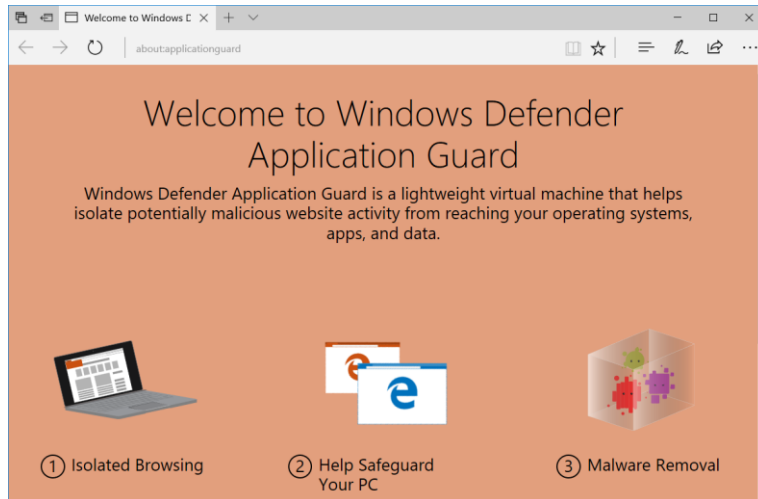 Welcome to Windows D
about:applicationguard
Welcome to Windows Defender
Application Guard
Windows Defender Application Guard is a lightweight virtual machine that helps
isolate potentially malicious website activity from reaching your operating systems,
apps, and data.
1 Isolated Browsing
2 Help Safeguard
Your PC
3 Malware Removal